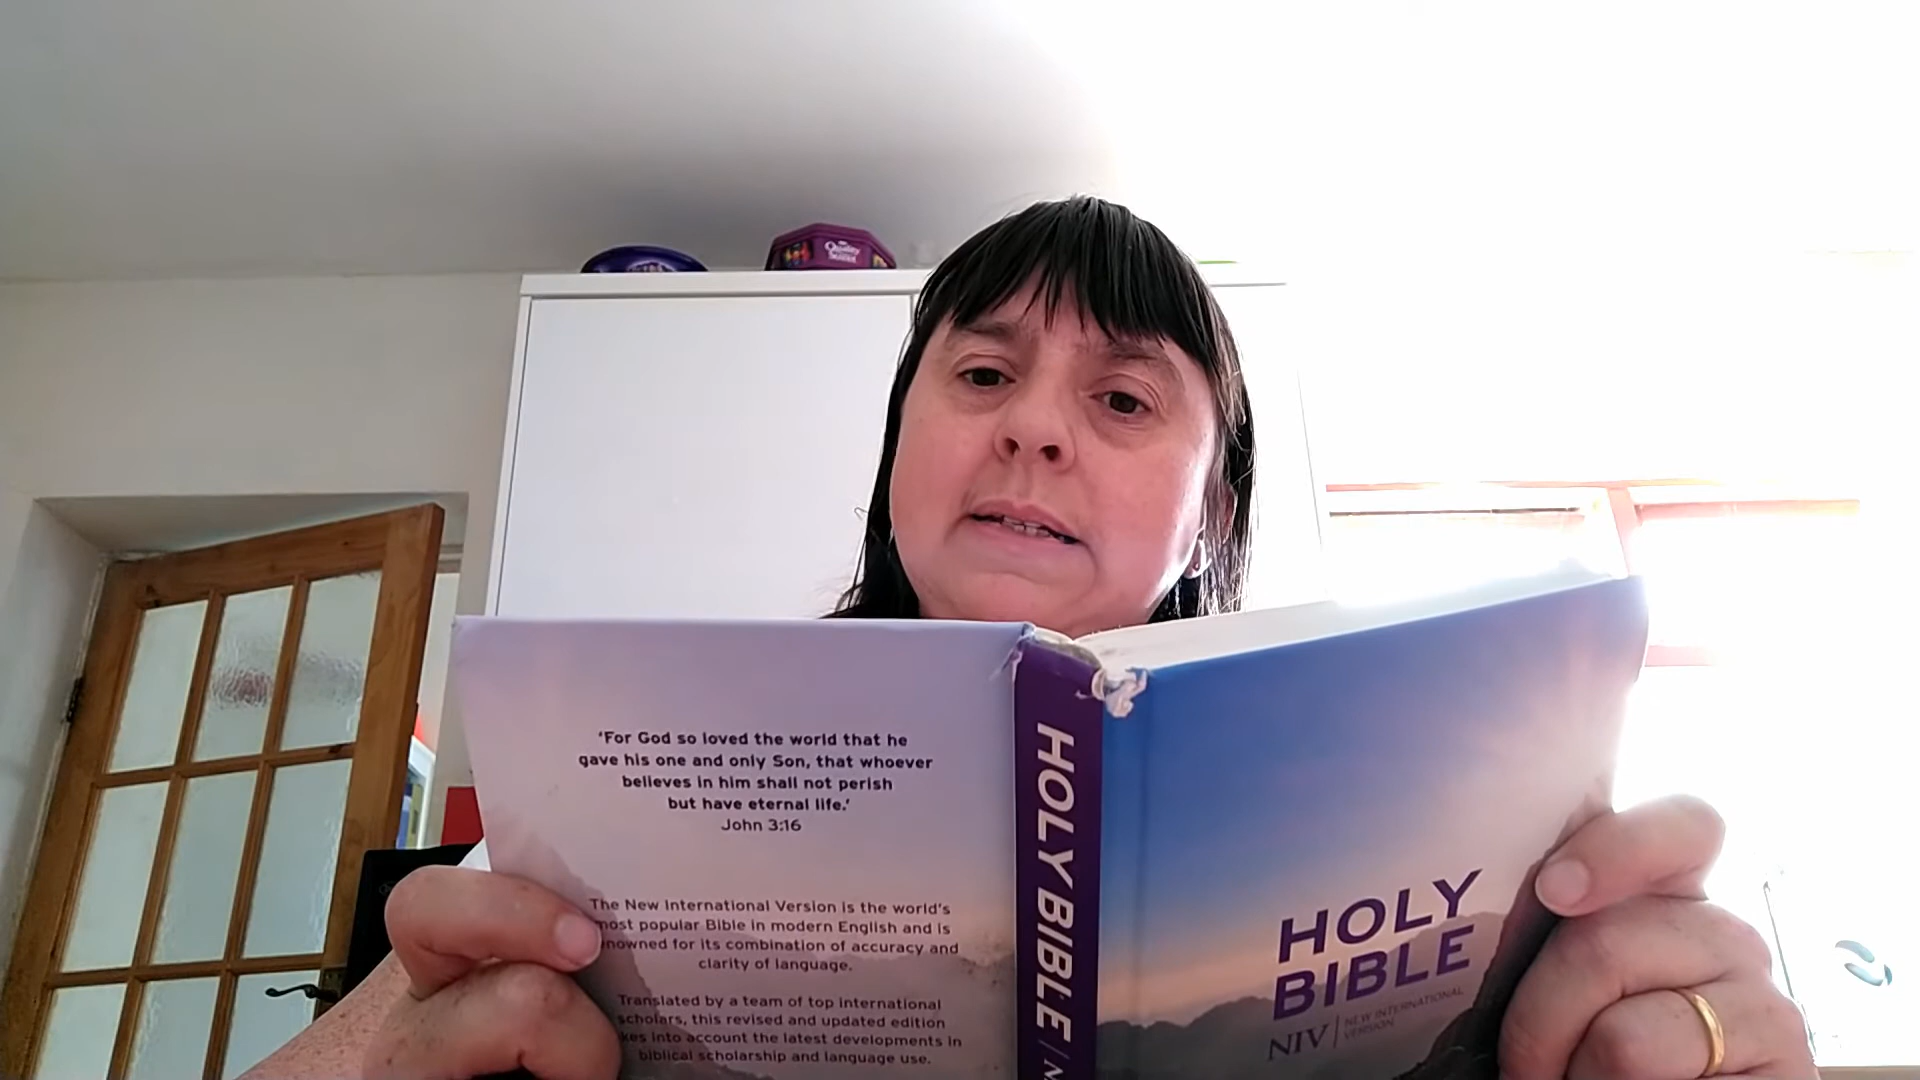 Quality
Street
'For God so loved the world that he
gave his one and only Son, that whoever
believes in him shall not perish
but have eternal life.'
John 3:16
The New International Version is the world's
most popular Bible in modern English and is
nowned for its combination of accuracy and
clarity of language.
Translated by a team of top international
scholars, this revised and updated edition
kes into account the latest developments in
biblical scholarship and language use.
HOLY BIBLE
HOLY
BIBLE
NIV | NEW INTERNATIONAL
VERSION